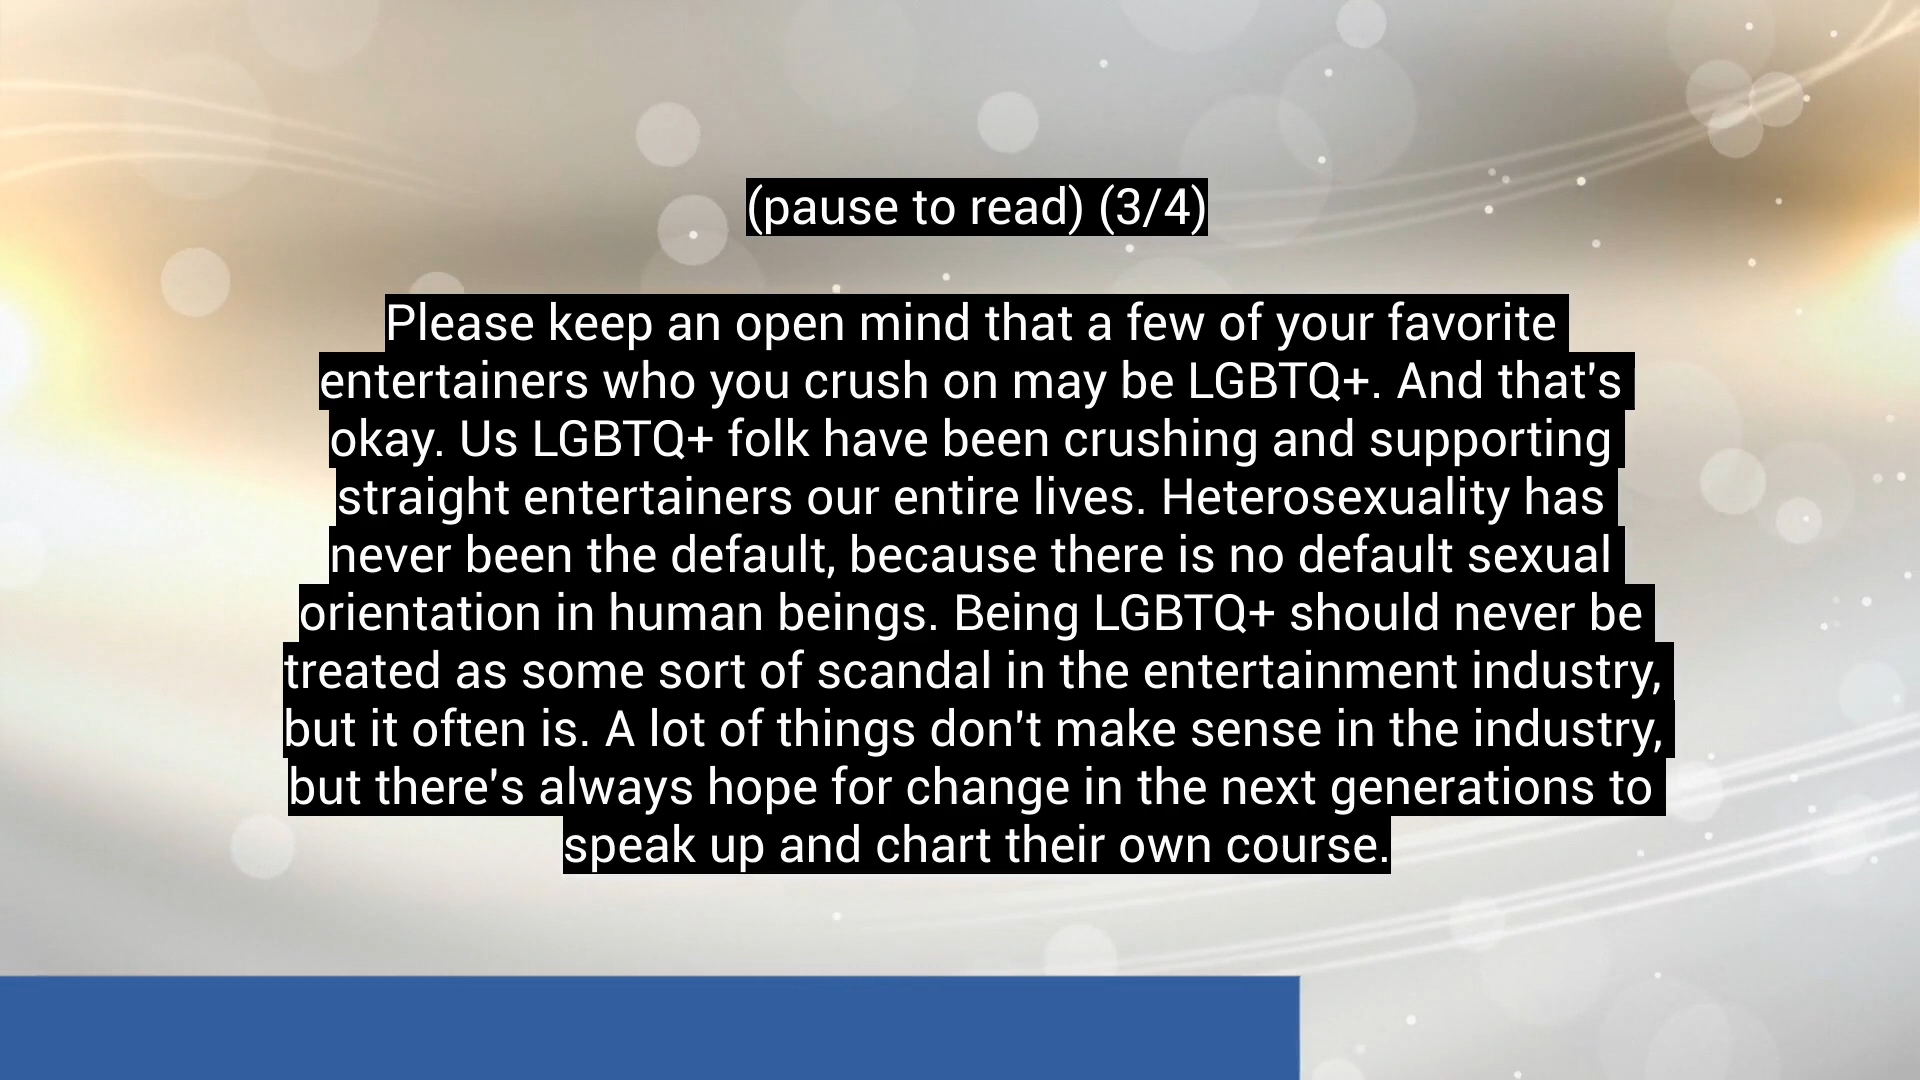 (pause to read) (3/4)
Please keep an open mind that a few of your favorite
entertainers who you crush on may be LGBTQ+. And that's
okay. Us LGBTQ+ folk have been crushing and supporting
straight entertainers our entire lives. Heterosexuality has
never been the default, because there is no default sexual
orientation in human beings. Being LGBTQ+ should never be
treated as some sort of scandal in the entertainment industry,
but it often is. A lot of things don't make sense in the industry,
but there's always hope for change in the next generations to
speak up and chart their own course.